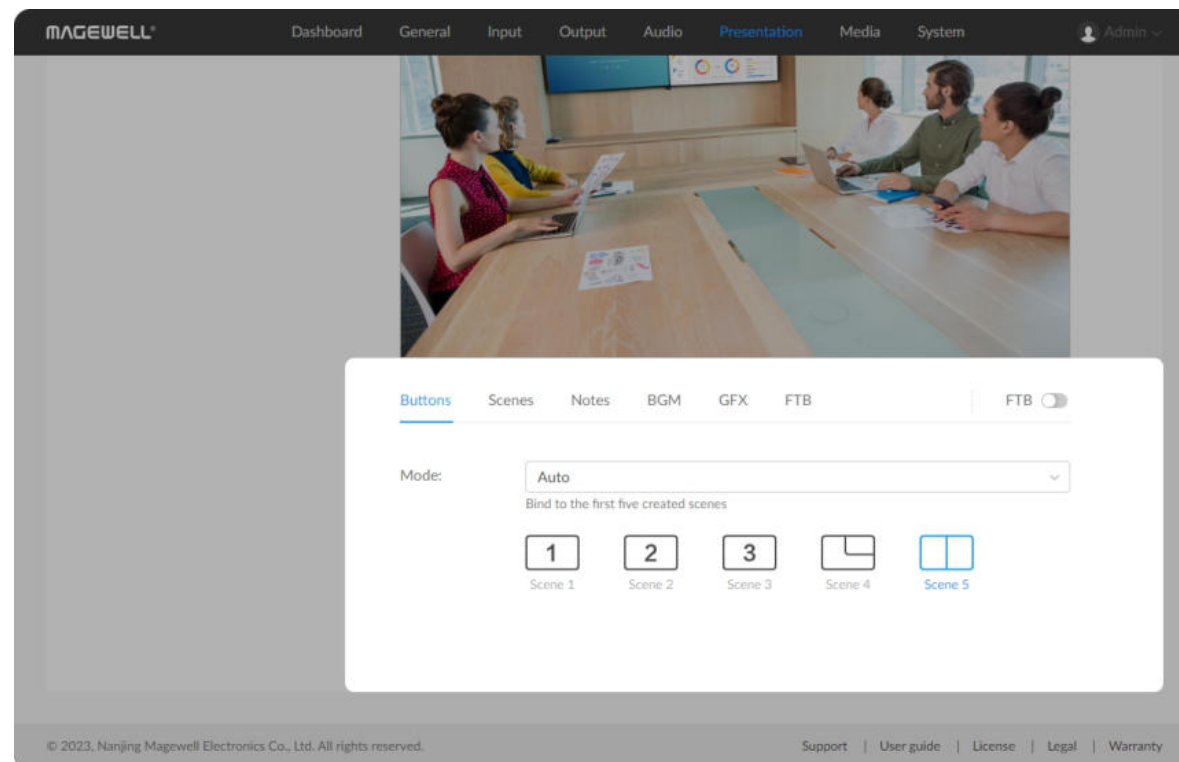 MAGEWELL®
Dashboard General Input Output Audio Presentation Media System Admin
Buttons Scenes Notes BGM GFX FTB FTB
Mode: Auto
Bind to the first five created scenes
1 2 3
Scene 1 Scene 2 Scene 3 Scene 4 Scene 5
© 2023, Nanjing Magewell Electronics Co., Ltd. All rights reserved. Support | User guide | License | Legal | Warranty